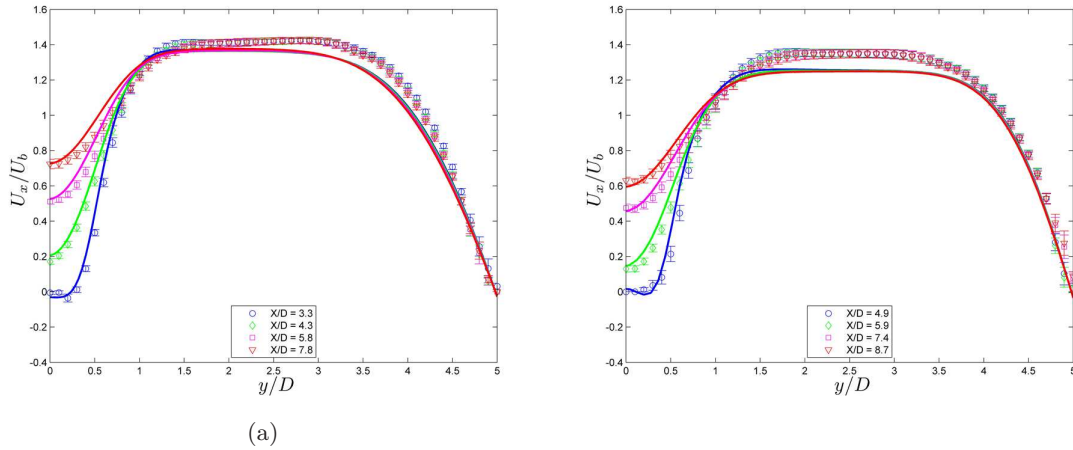 1.6
1.4
1.2
1
0.8
0.6
0.4
0.2
0
-0.2
-0.4
U_x/U_b
0 0.5 1 1.5 2 2.5 3 3.5 4 4.5 5
y/D
X/D = 3.3
X/D = 4.3
X/D = 5.8
X/D = 7.8
(a)
1.6
1.4
1.2
1
0.8
0.6
0.4
0.2
0
-0.2
-0.4
U_x/U_b
0 0.5 1 1.5 2 2.5 3 3.5 4 4.5 5
y/D
X/D = 4.9
X/D = 5.9
X/D = 7.4
X/D = 8.7